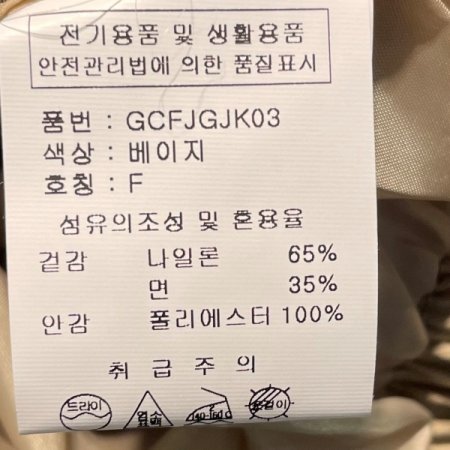 전기용품 및 생활용품
안전관리법에 의한 품질표시
품번 : GCFJGJK03
색상 : 베이지
호칭 : F
섬유의조성 및 혼용율
겉감 나일론 65%
면 35%
안감 폴리에스터 100%
취 급 주 의
드라이